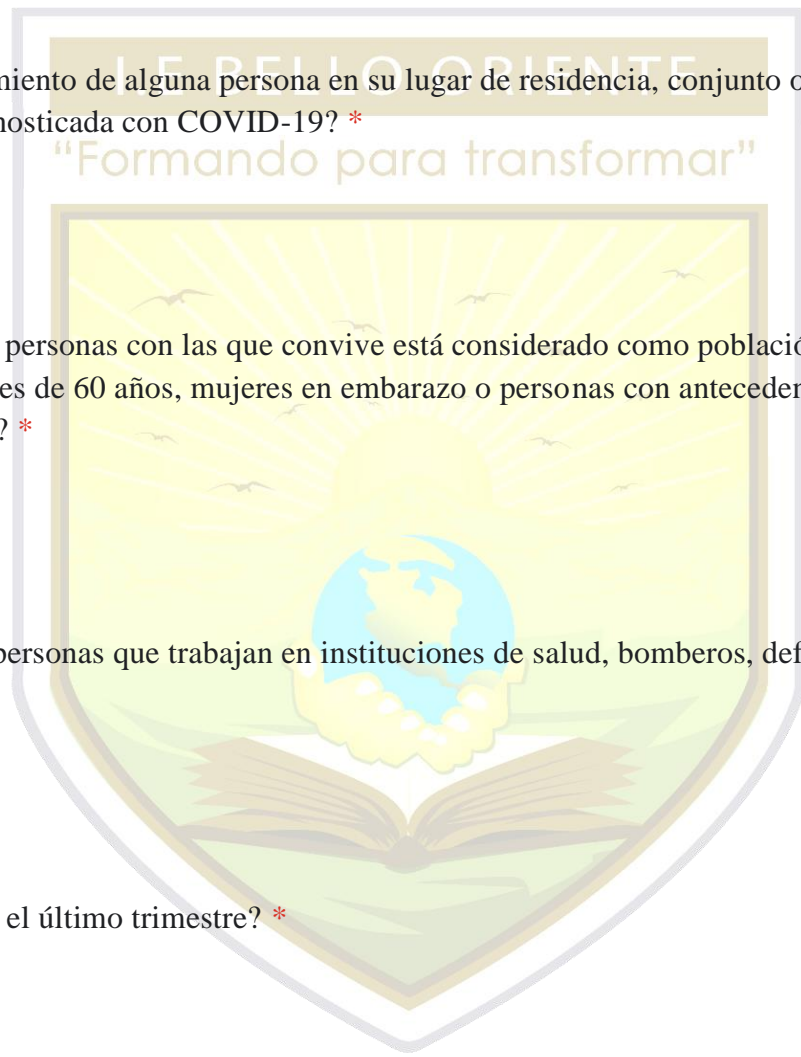 I.E BELLO ORIENTE
miento de alguna persona en su lugar de residencia, conjunto o
nosticada con COVID-19? *
“Formando para transformar”
personas con las que convive está considerado como població
es de 60 años, mujeres en embarazo o personas con anteceden
? *
personas que trabajan en instituciones de salud, bomberos, def
el último trimestre? *